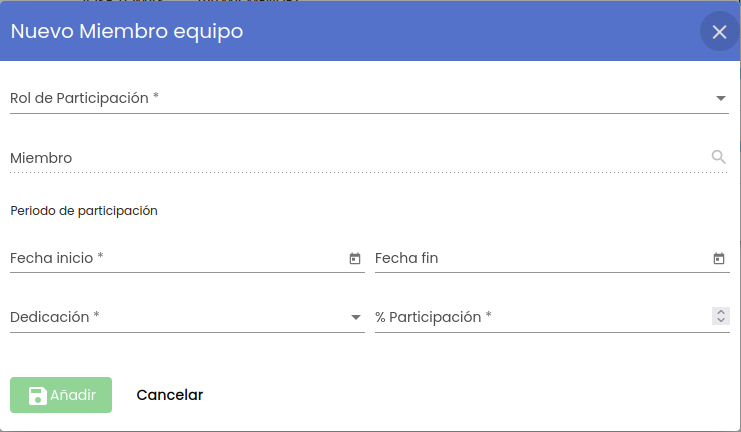 Nuevo Miembro equipo
Rol de Participación *
Miembro
Periodo de participación
Fecha inicio * Fecha fin
Dedicación * % Participación *
Añadir Cancelar